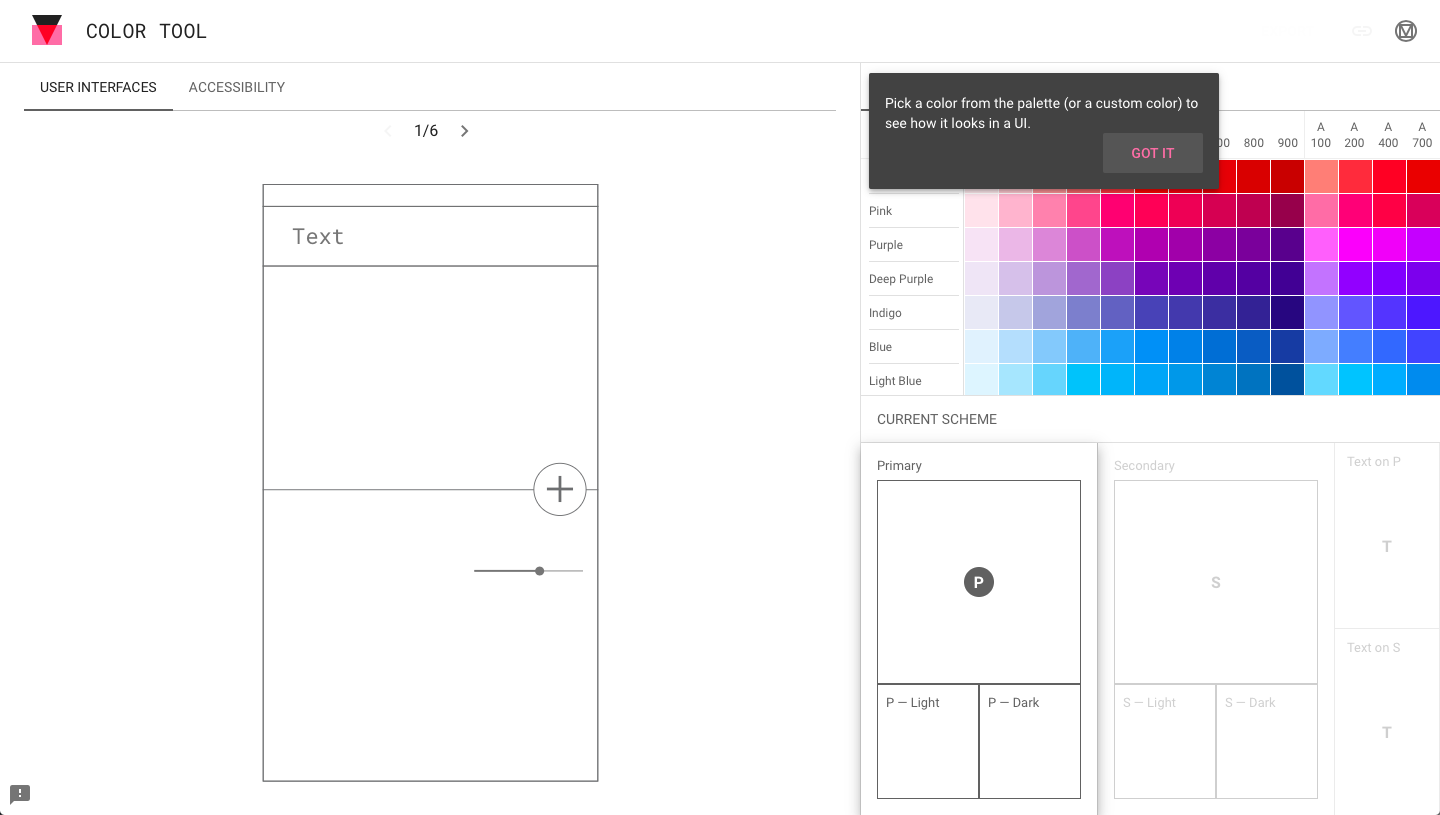 COLOR TOOL
USER INTERFACES
ACCESSIBILITY
1/6
Text
Pick a color from the palette (or a custom color) to
see how it looks in a UI.
GOT IT
800
900
A
100
A
200
A
400
A
700
Pink
Purple
Deep Purple
Indigo
Blue
Light Blue
CURRENT SCHEME
Primary
P
P — Light
P — Dark
Secondary
S
S — Light
S — Dark
Text on P
T
Text on S
T